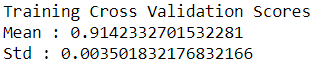 Training Cross Validation Scores
Mean : 0.9142332701532281
Std : 0.003501832176832166